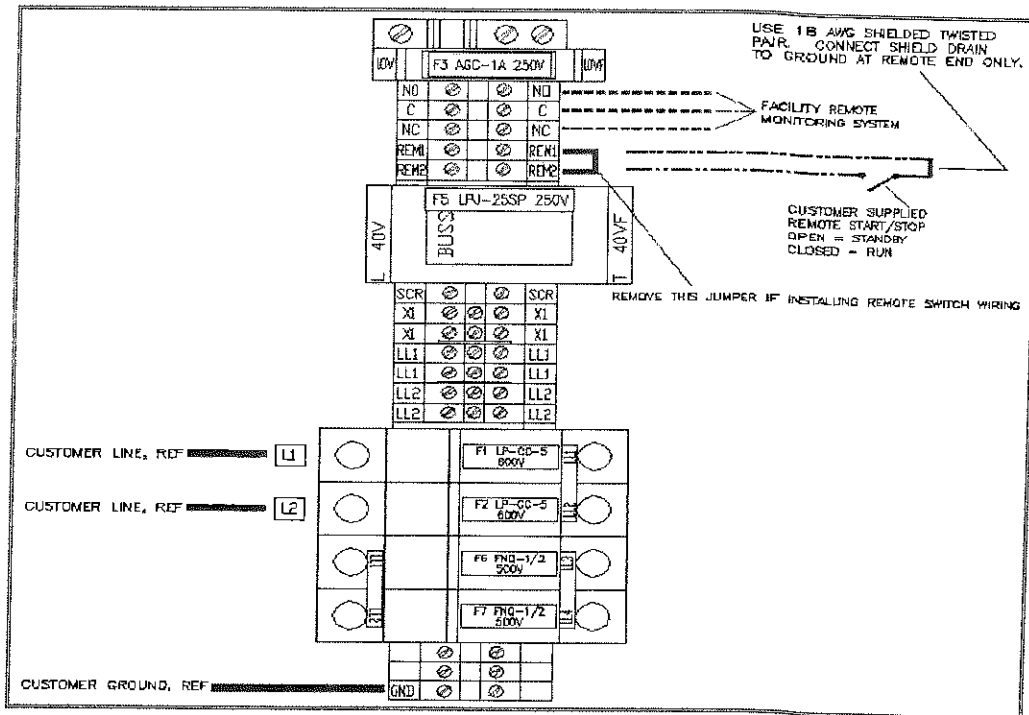 USE 18 AWG SHIELDED TWISTED
PAIR. CONNECT SHIELD DRAIN
TO GROUND AT REMOTE END ONLY.
F3 AGC-1A 250V
NO NO
C C
NC NC
REM1 REM1
REM2 REM2
FACILITY REMOTE
MONITORING SYSTEM
F5 LPJ-25SP 250V
BUSS
L 40V
T 40VF
CUSTOMER SUPPLIED
REMOTE START/STOP
OPEN = STANDBY
CLOSED = RUN
REMOVE THIS JUMPER IF INSTALLING REMOTE SWITCH WIRING
SCR SCR
X1 X1
X1 X1
LL1 LL1
LL1 LL1
LL2 LL2
LL2 LL2
CUSTOMER LINE, REF L1
F1 LP-CC-5
600V
CUSTOMER LINE, REF L2
F2 LP-CC-5
600V
F6 FNQ-1/2
500V
F7 FNQ-1/2
500V
CUSTOMER GROUND, REF GND